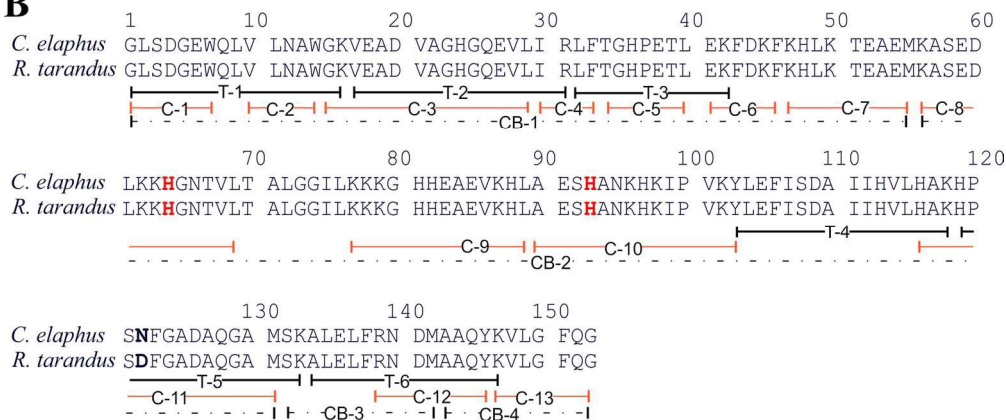 B
1 10 20 30 40 50 60
C. elaphus GLSDGEWQLV LNAWGKVEAD VAGHGQEVLI RLFTGHPETL EKFDKFKHLK TEAEMKASED
R. tarandus GLSDGEWQLV LNAWGKVEAD VAGHGQEVLI RLFTGHPETL EKFDKFKHLK TEAEMKASED
T-1 T-2 T-3
C-1 C-2 C-3 C-4 C-5 C-6 C-7 C-8
CB-1
70 80 90 100 110 120
C. elaphus LKKHGNTVLT ALGGILKKKG HHEAEVKHLA ESHANKHKIP VKYLEFISDA IIHVLHAKHP
R. tarandus LKKHGNTVLT ALGGILKKKG HHEAEVKHLA ESHANKHKIP VKYLEFISDA IIHVLHAKHP
T-4
C-9 C-10
CB-2
130 140 150
C. elaphus SNFGADAQGA MSKALELFRN DMAAQYKVLG FQG
R. tarandus SDFGADAQGA MSKALELFRN DMAAQYKVLG FQG
T-5 T-6
C-11 C-12 C-13
CB-3 CB-4